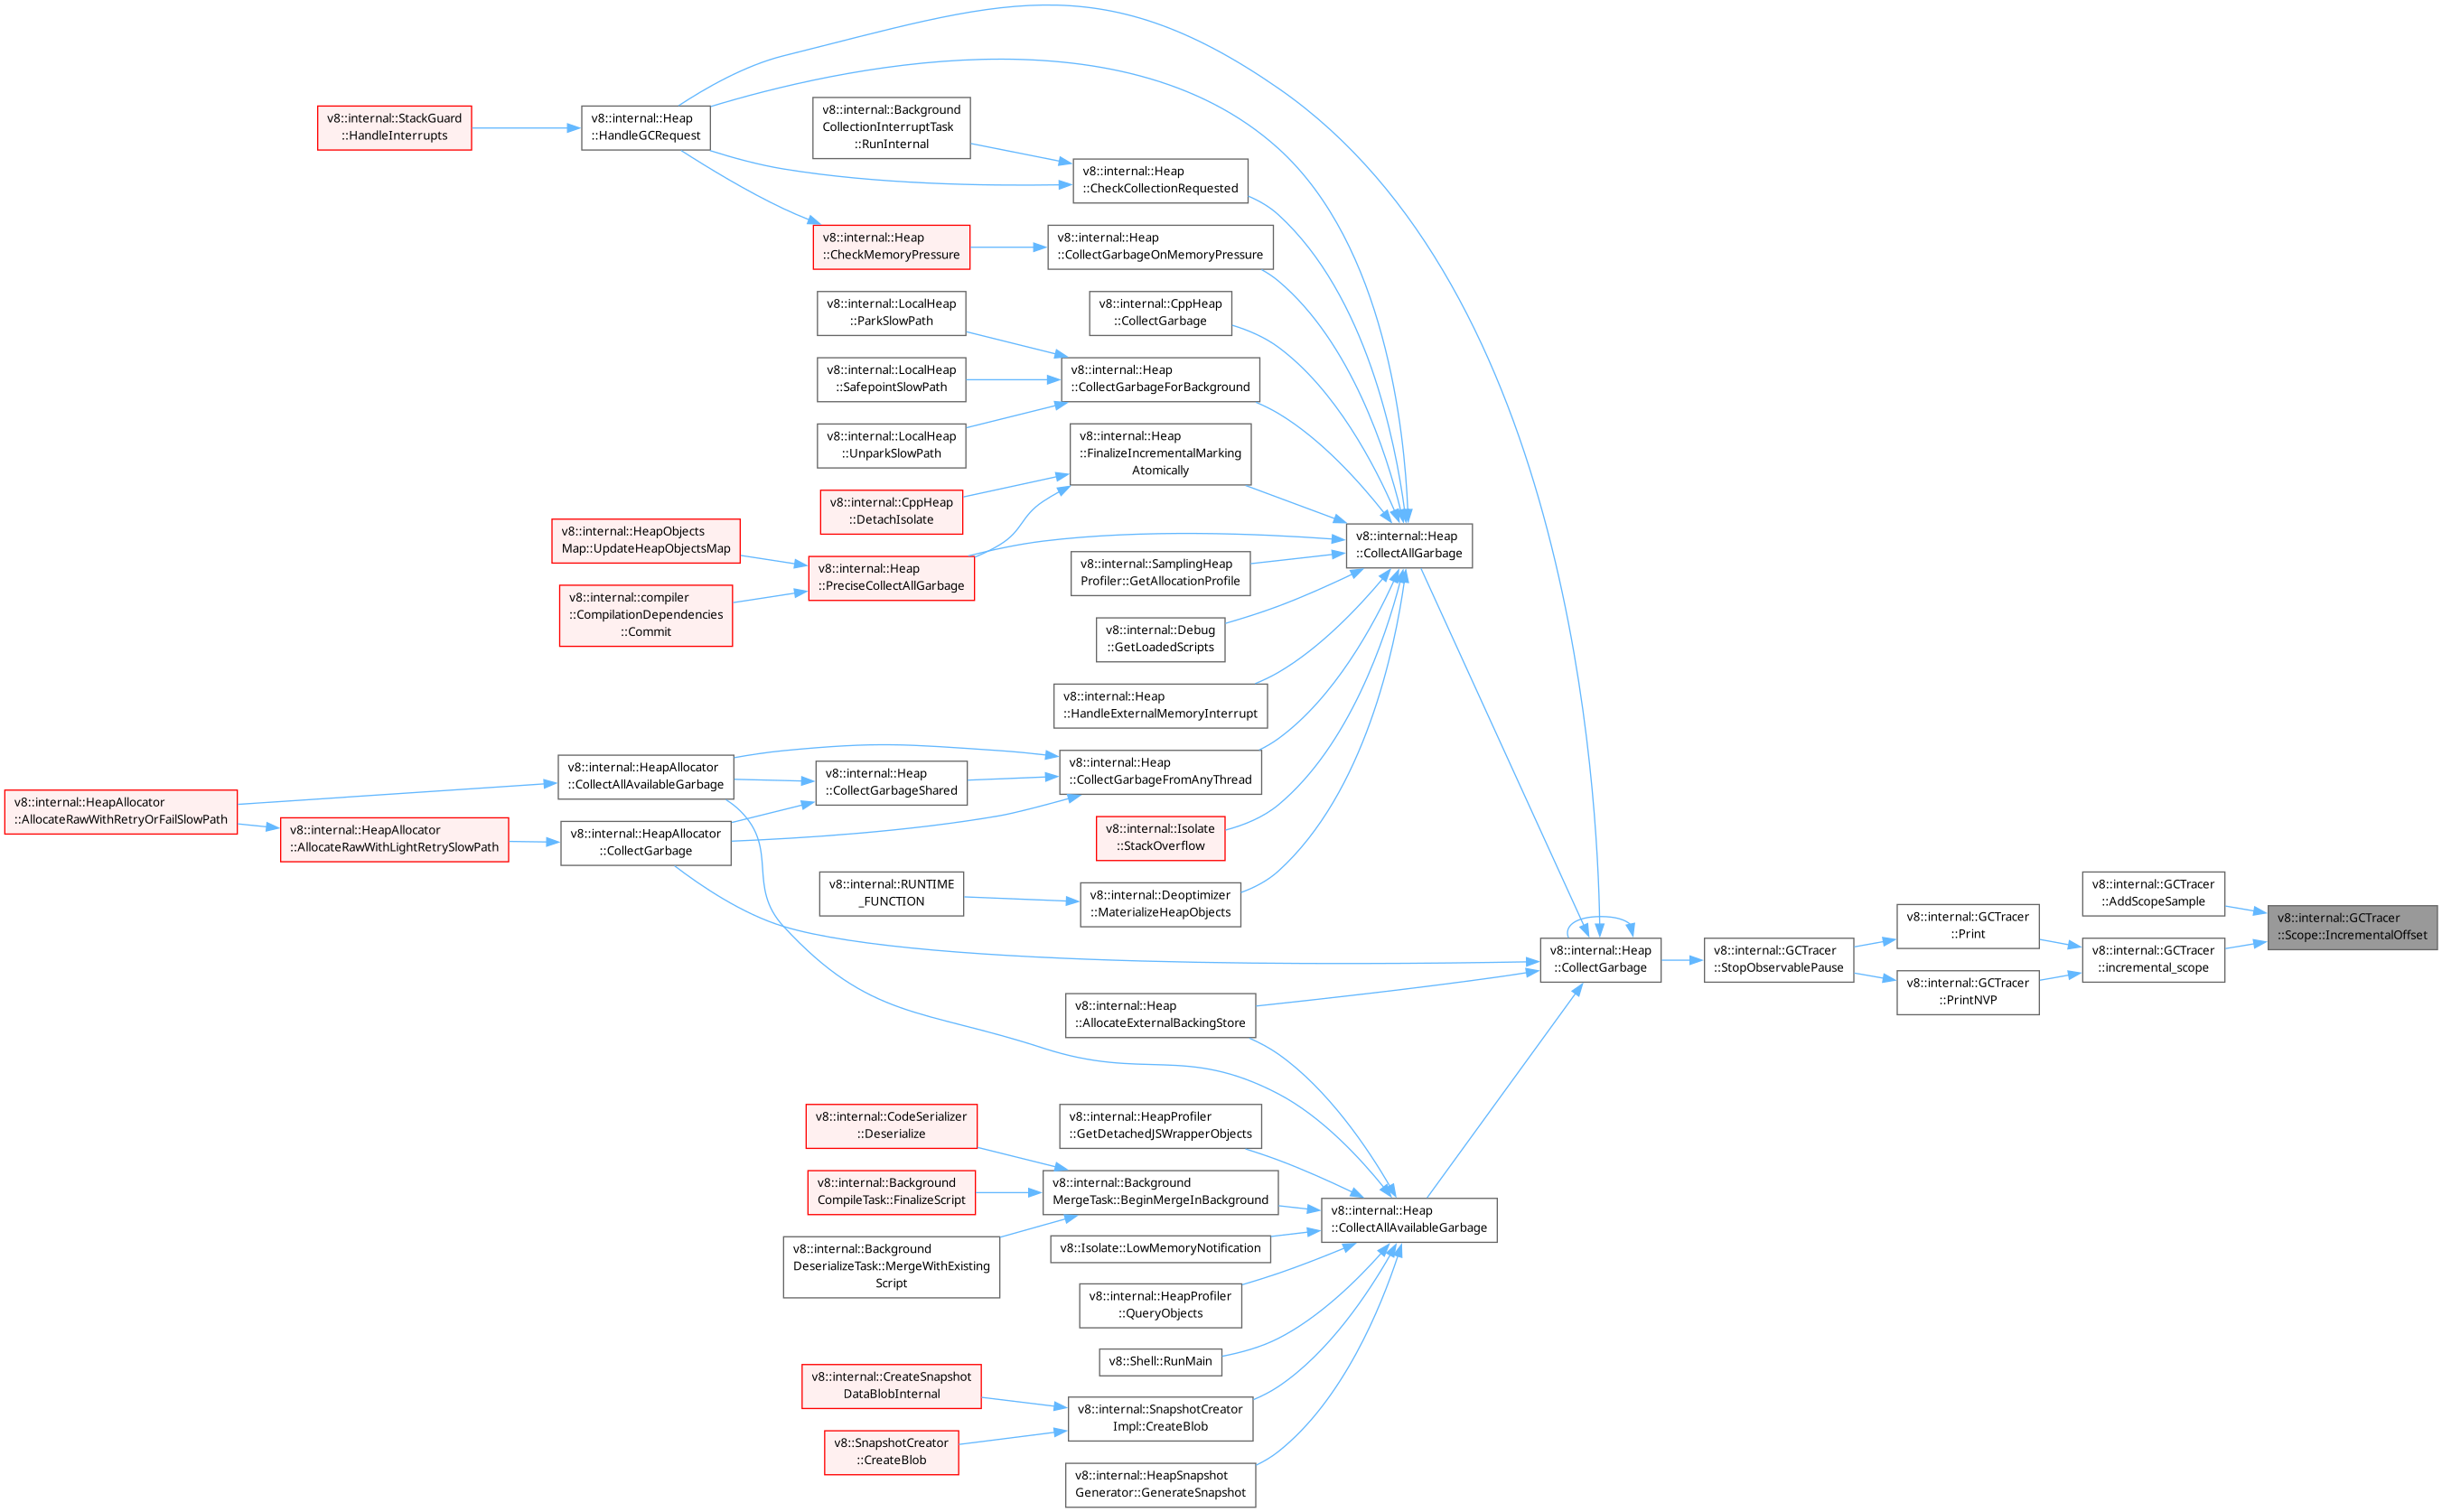 v8::internal::StackGuard
::HandleInterrupts
v8::internal::Heap
::HandleGCRequest
v8::internal::Background
CollectionInterruptTask
::RunInternal
v8::internal::Heap
::CheckCollectionRequested
v8::internal::Heap
::CheckMemoryPressure
v8::internal::Heap
::CollectGarbageOnMemoryPressure
v8::internal::LocalHeap
::ParkSlowPath
v8::internal::CppHeap
::CollectGarbage
v8::internal::LocalHeap
::SafepointSlowPath
v8::internal::Heap
::CollectGarbageForBackground
v8::internal::LocalHeap
::UnparkSlowPath
v8::internal::Heap
::FinalizeIncrementalMarking
Atomically
v8::internal::CppHeap
::DetachIsolate
v8::internal::HeapObjects
Map::UpdateHeapObjectsMap
v8::internal::Heap
::PreciseCollectAllGarbage
v8::internal::SamplingHeap
Profiler::GetAllocationProfile
v8::internal::Heap
::CollectAllGarbage
v8::internal::compiler
::CompilationDependencies
::Commit
v8::internal::Debug
::GetLoadedScripts
v8::internal::Heap
::HandleExternalMemoryInterrupt
v8::internal::HeapAllocator
::AllocateRawWithRetryOrFailSlowPath
v8::internal::HeapAllocator
::AllocateRawWithLightRetrySlowPath
v8::internal::HeapAllocator
::CollectAllAvailableGarbage
v8::internal::HeapAllocator
::CollectGarbage
v8::internal::Heap
::CollectGarbageShared
v8::internal::Heap
::CollectGarbageFromAnyThread
v8::internal::Isolate
::StackOverflow
v8::internal::RUNTIME
_FUNCTION
v8::internal::Deoptimizer
::MaterializeHeapObjects
v8::internal::Heap
::CollectGarbage
v8::internal::GCTracer
::StopObservablePause
v8::internal::GCTracer
::Print
v8::internal::GCTracer
::PrintNVP
v8::internal::GCTracer
::AddScopeSample
v8::internal::GCTracer
::incremental_scope
v8::internal::GCTracer
::Scope::IncrementalOffset
v8::internal::Heap
::AllocateExternalBackingStore
v8::internal::CodeSerializer
::Deserialize
v8::internal::HeapProfiler
::GetDetachedJSWrapperObjects
v8::internal::Background
CompileTask::FinalizeScript
v8::internal::Background
MergeTask::BeginMergeInBackground
v8::internal::Heap
::CollectAllAvailableGarbage
v8::internal::Background
DeserializeTask::MergeWithExisting
Script
v8::Isolate::LowMemoryNotification
v8::internal::HeapProfiler
::QueryObjects
v8::Shell::RunMain
v8::internal::CreateSnapshot
DataBlobInternal
v8::internal::SnapshotCreator
Impl::CreateBlob
v8::SnapshotCreator
::CreateBlob
v8::internal::HeapSnapshot
Generator::GenerateSnapshot